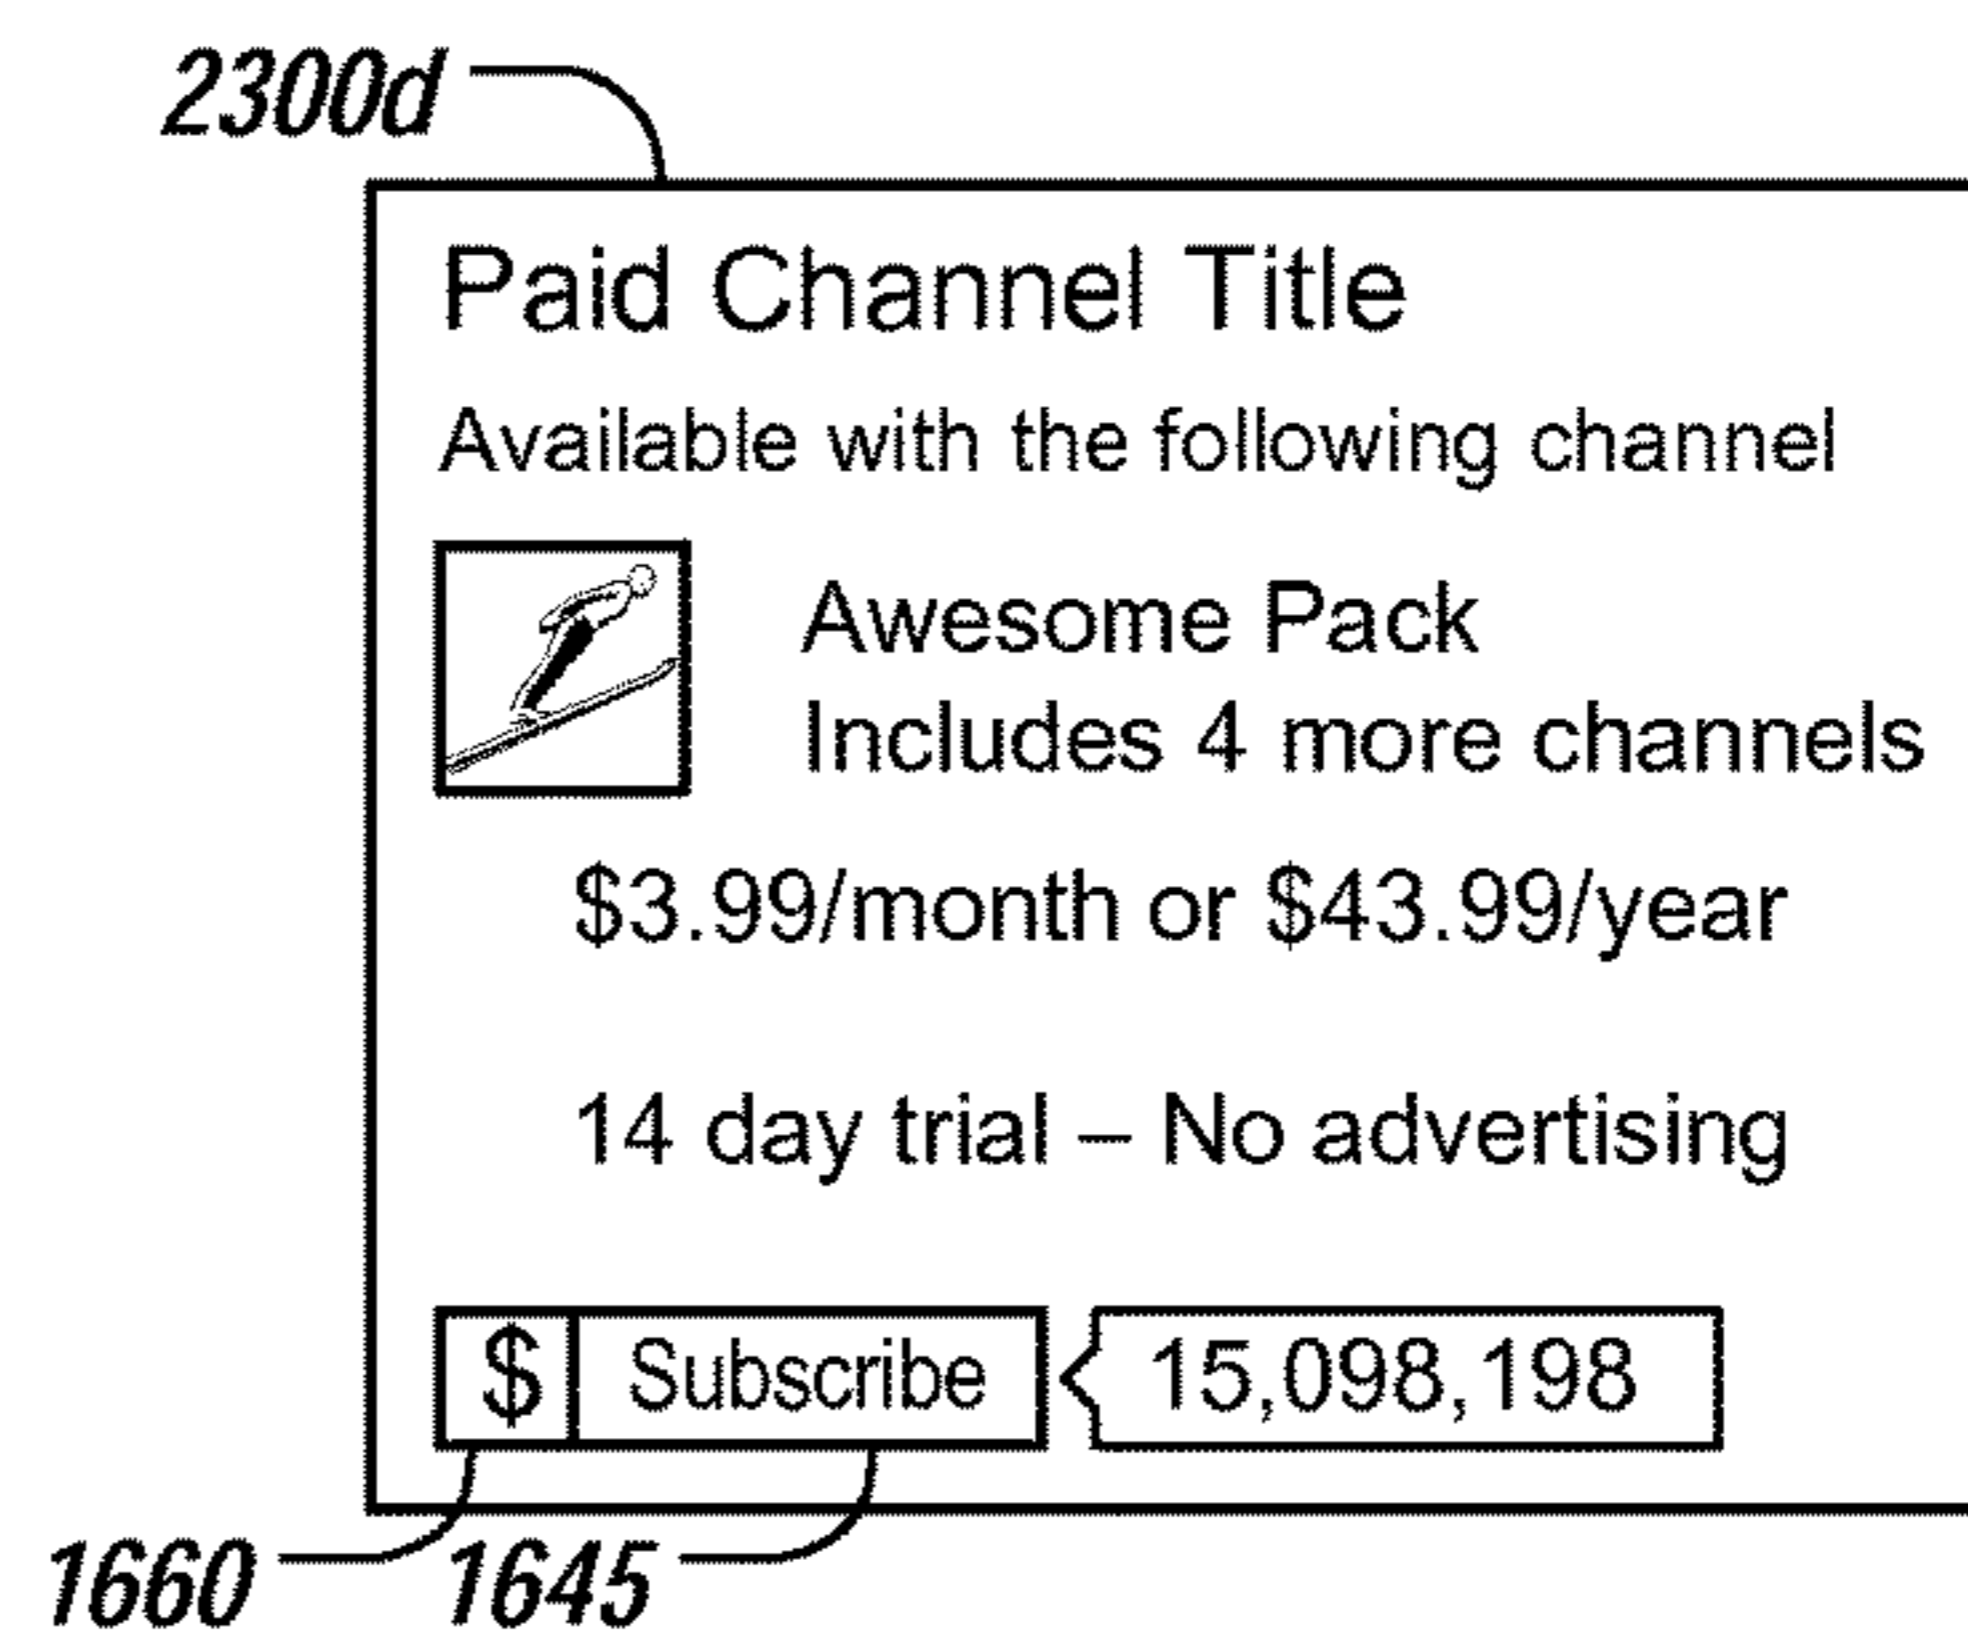 2300d
Paid Channel Title
Available with the following channel
Awesome Pack
Includes 4 more channels
$3.99/month or $43.99/year
14 day trial – No advertising
$ Subscribe 15,098,198
1660 1645